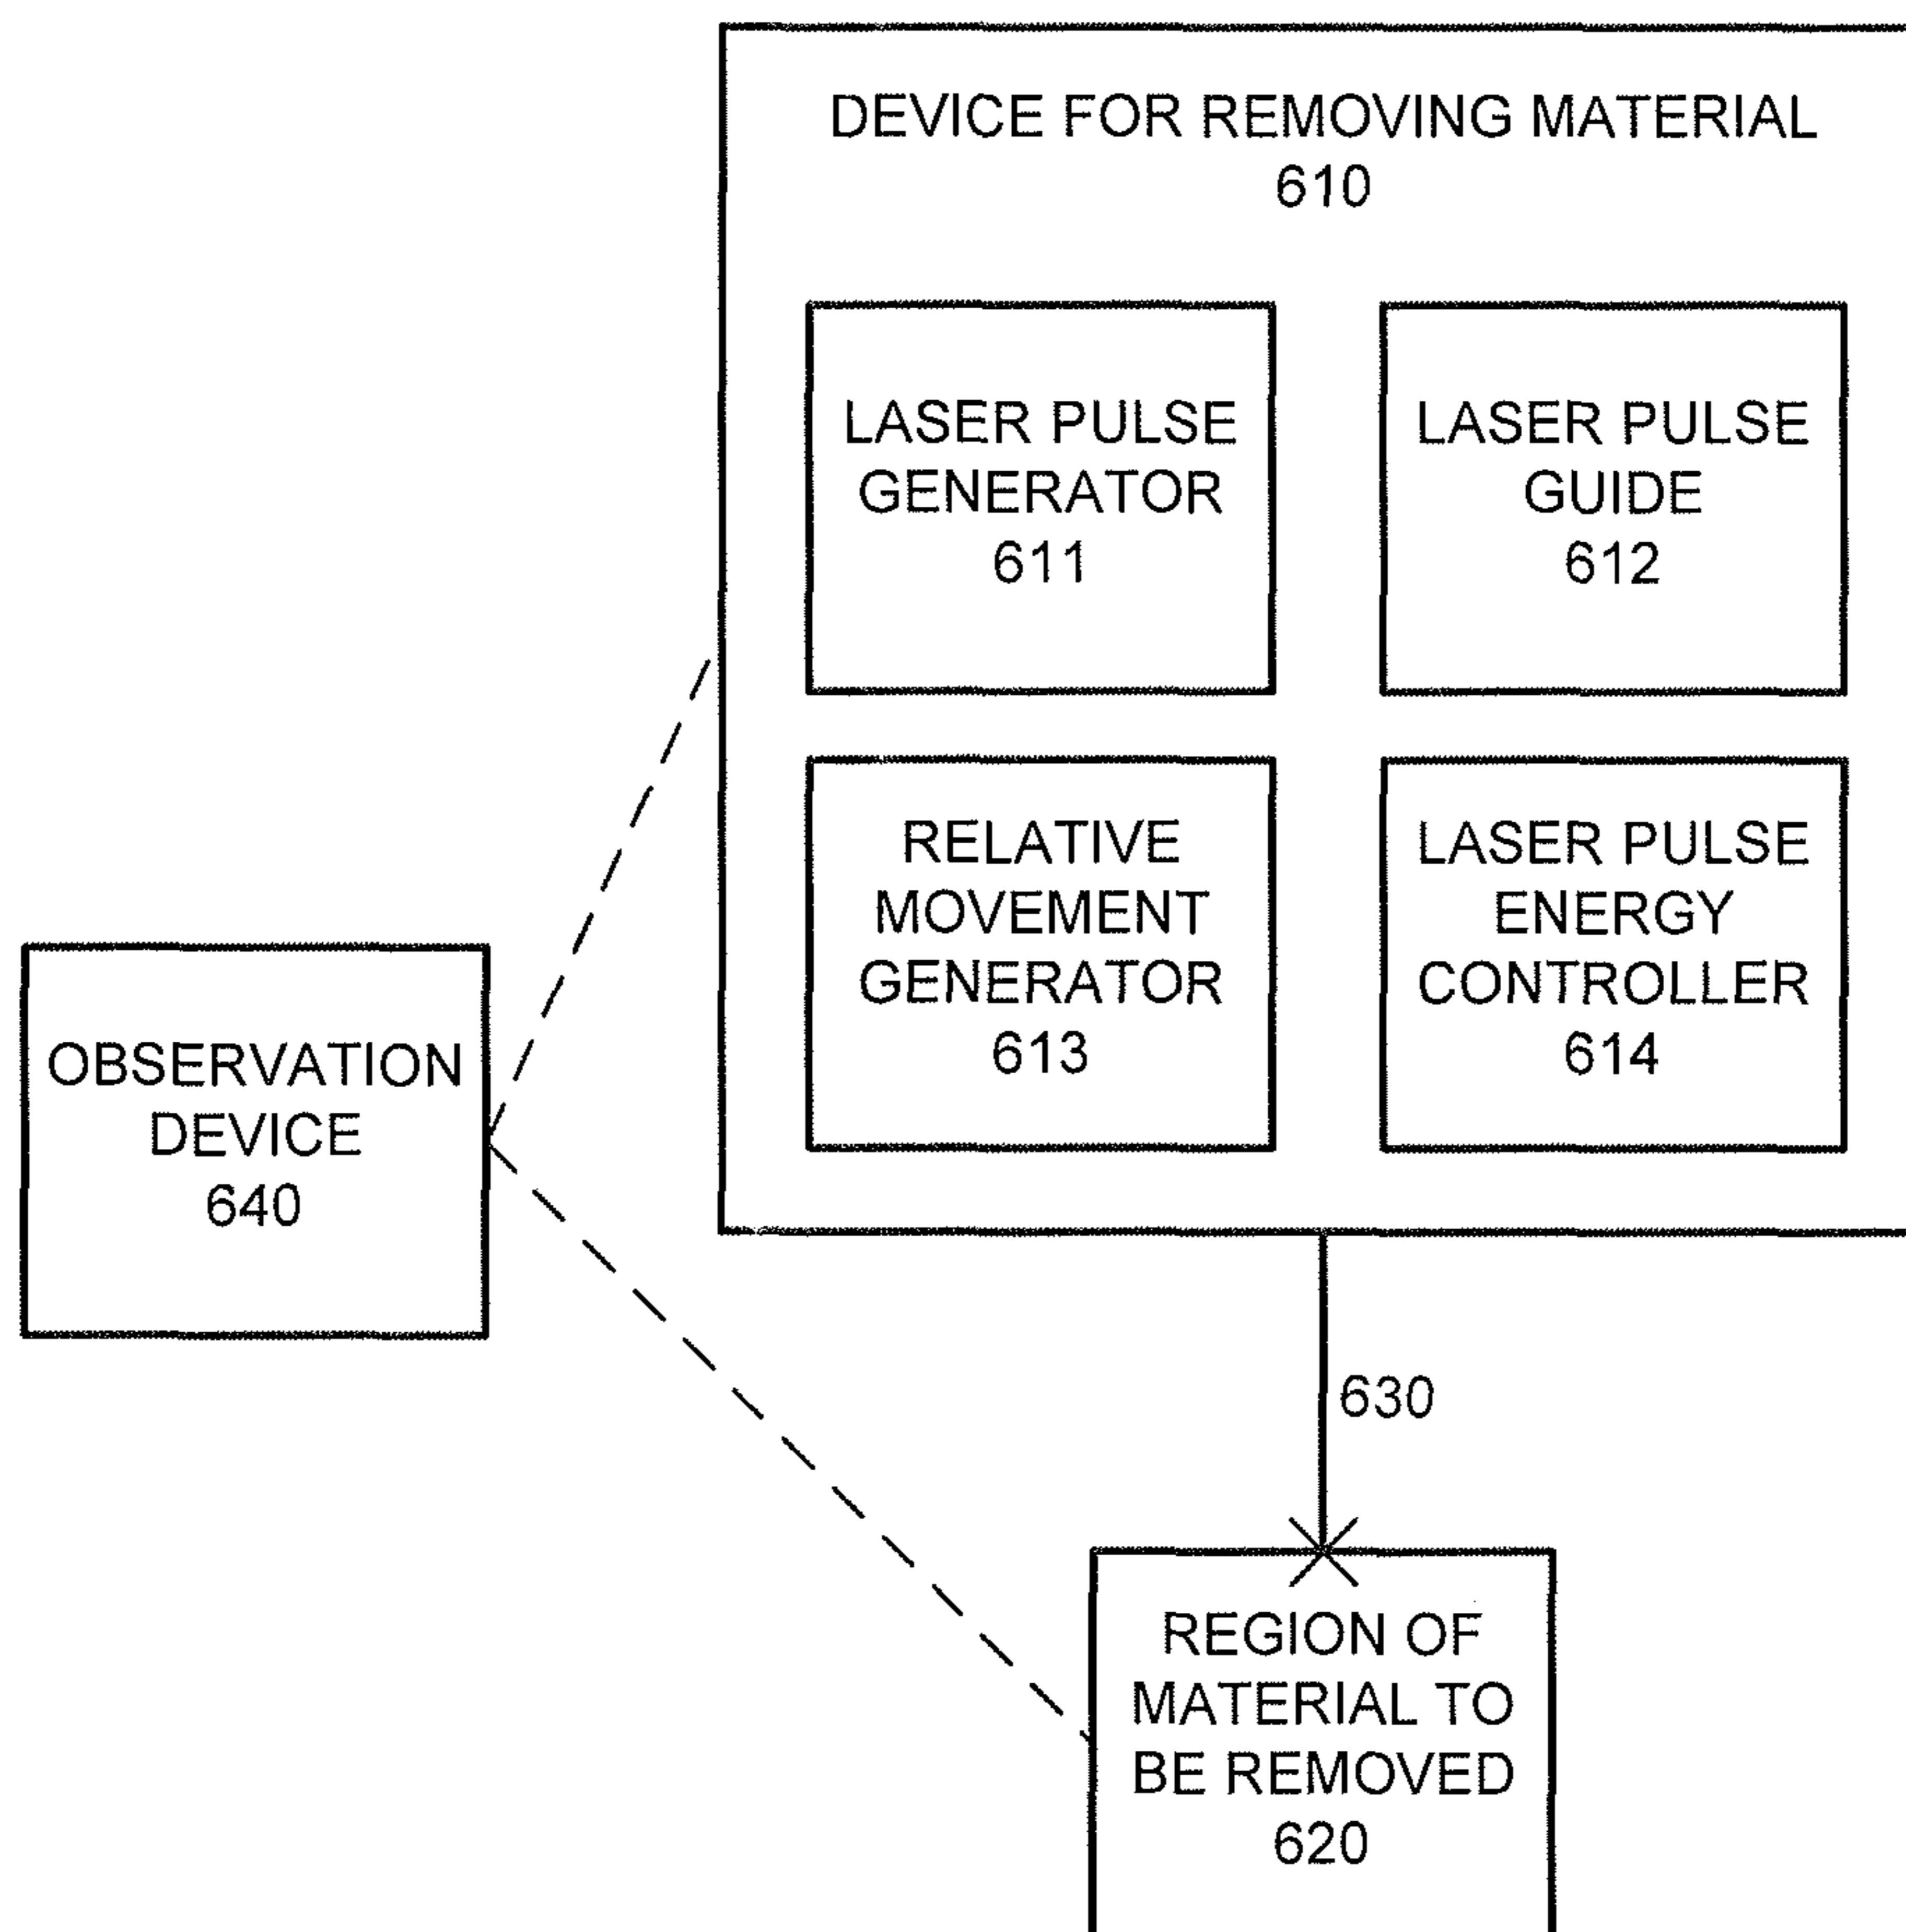 DEVICE FOR REMOVING MATERIAL
610
LASER PULSE
GENERATOR
611
LASER PULSE
GUIDE
612
RELATIVE
MOVEMENT
GENERATOR
613
LASER PULSE
ENERGY
CONTROLLER
614
OBSERVATION
DEVICE
640
630
REGION OF
MATERIAL TO
BE REMOVED
620